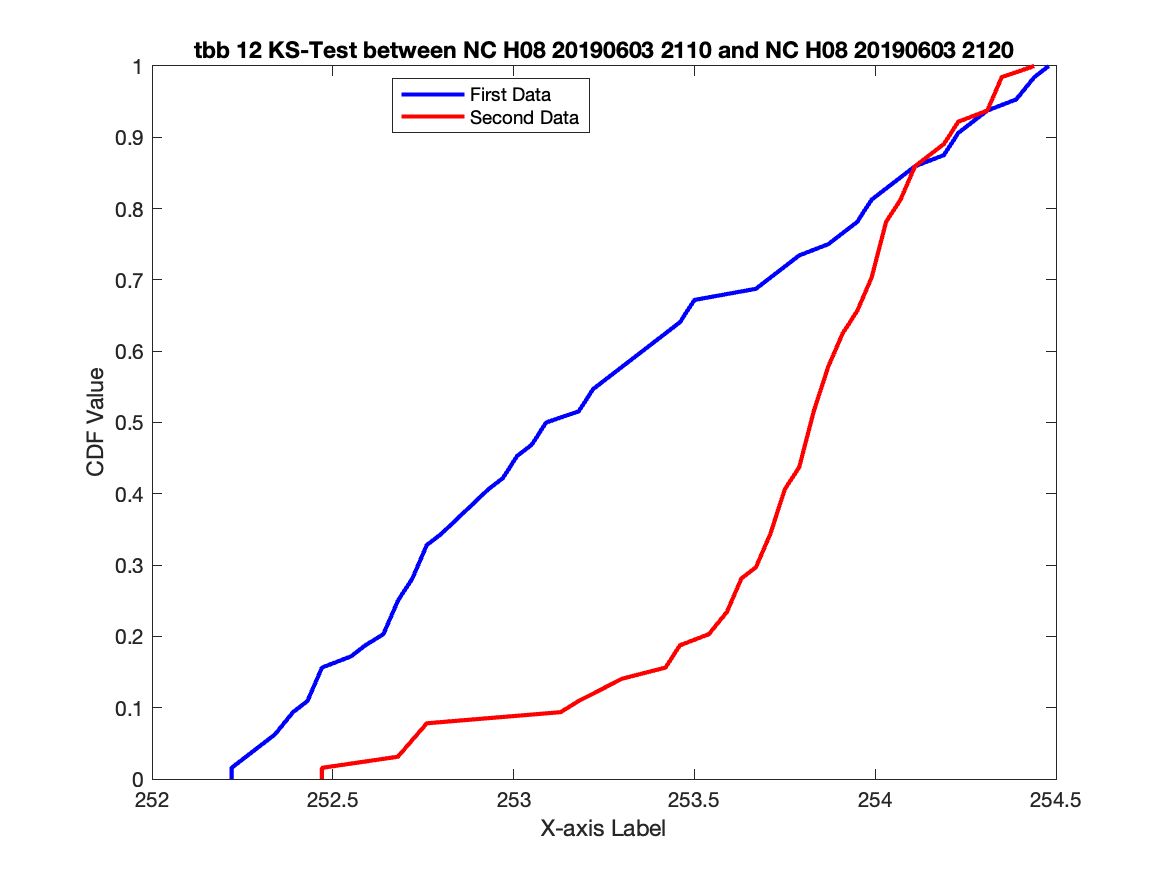 tbb 12 KS-Test between NC H08 20190603 2110 and NC H08 20190603 2120
First Data
Second Data
CDF Value
1
0.9
0.8
0.7
0.6
0.5
0.4
0.3
0.2
0.1
0
252 252.5 253 253.5 254 254.5
X-axis Label